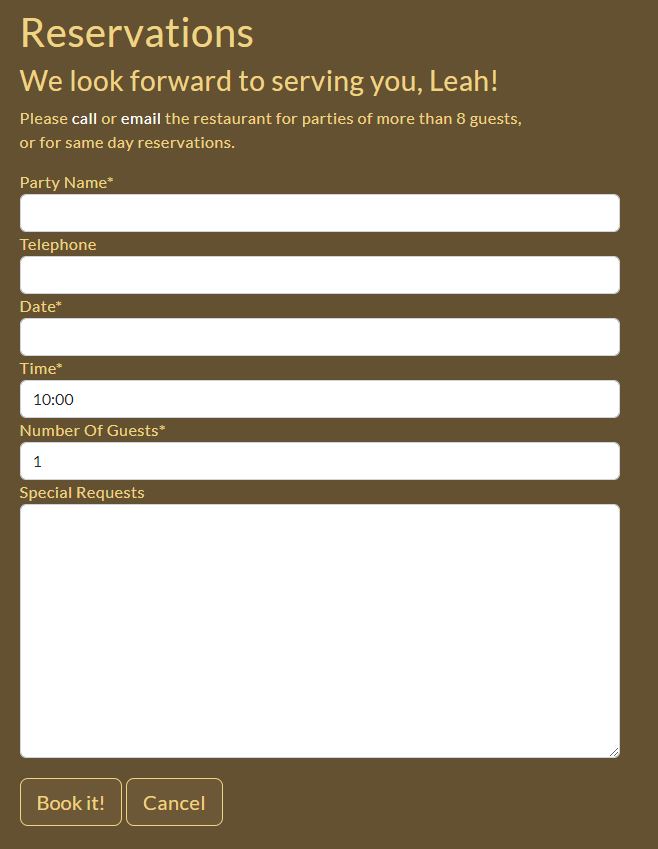 Reservations
We look forward to serving you, Leah!
Please call or email the restaurant for parties of more than 8 guests,
or for same day reservations.
Party Name*
Telephone
Date*
Time*
10:00
Number Of Guests*
1
Special Requests
Book it! Cancel